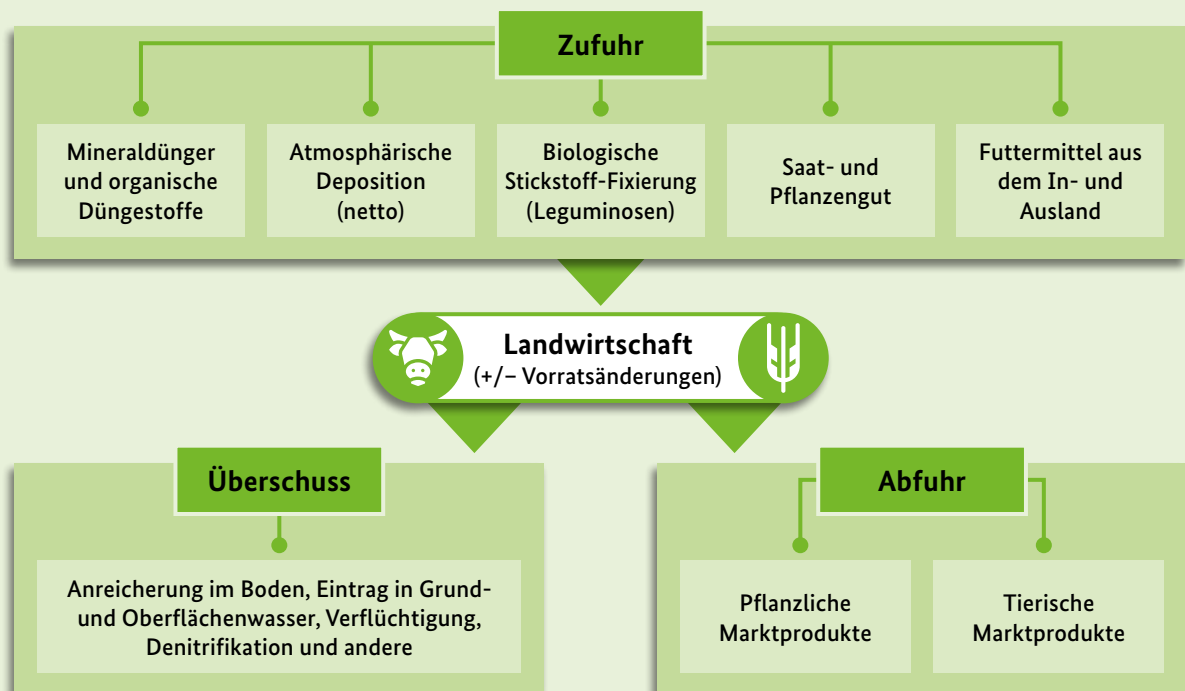 Zufuhr
Mineraldünger
und organische
Düngestoffe
Atmosphärische
Deposition
(netto)
Biologische
Stickstoff-Fixierung
(Leguminosen)
Saat- und
Pflanzengut
Futtermittel aus
dem In- und
Ausland
Landwirtschaft
(+/– Vorratsänderungen)
Überschuss
Anreicherung im Boden, Eintrag in Grund-
und Oberflächenwasser, Verflüchtigung,
Denitrifikation und andere
Abfuhr
Pflanzliche
Marktprodukte
Tierische
Marktprodukte